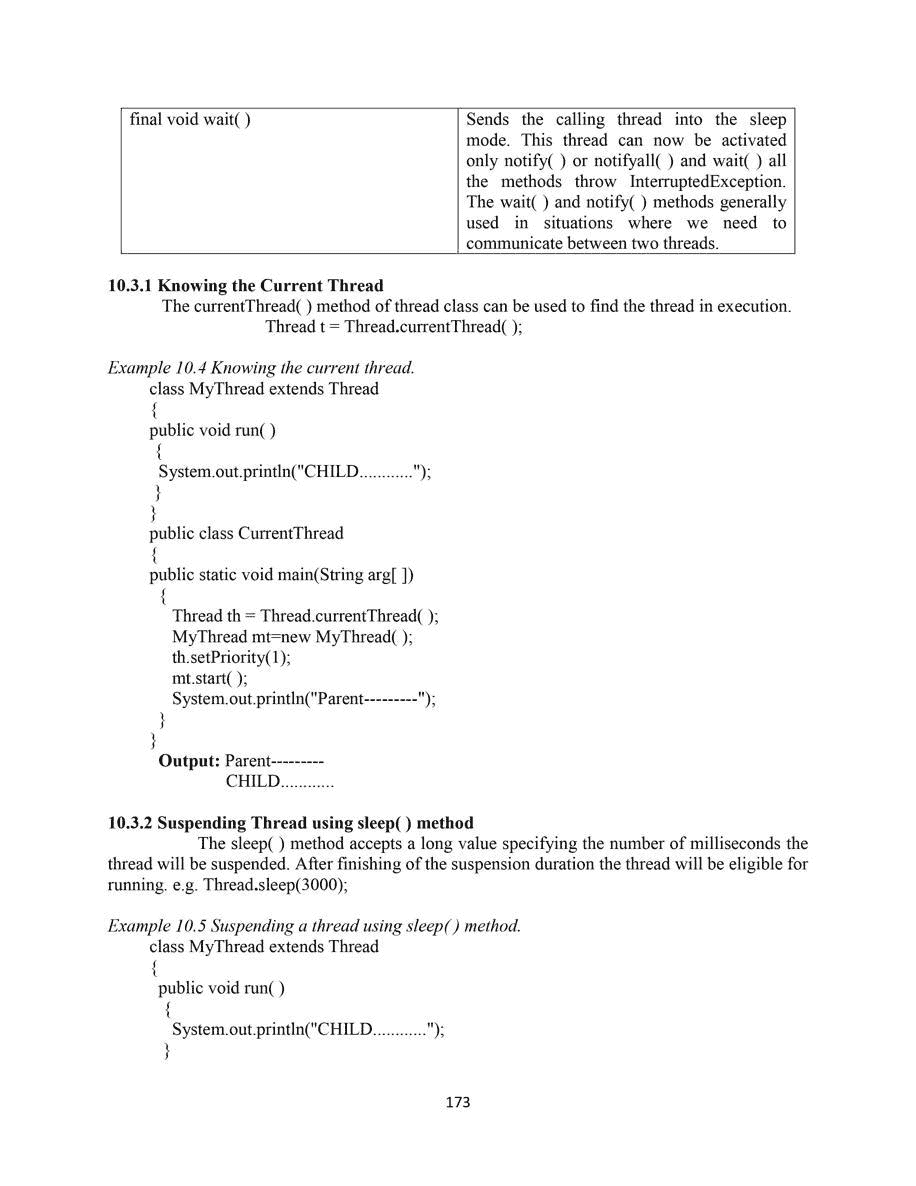 final void wait( )
Sends the calling thread into the sleep
mode. This thread can now be activated
only notify( ) or notifyall( ) and wait( ) all
the methods throw InterruptedException.
The wait( ) and notify( ) methods generally
used in situations where we need to
communicate between two threads.
10.3.1 Knowing the Current Thread
The currentThread( ) method of thread class can be used to find the thread in execution.
Thread t = Thread.currentThread( );
Example 10.4 Knowing the current thread.
class MyThread extends Thread
{
public void run( )
{
System.out.println("CHILD............");
}
}
public class CurrentThread
{
public static void main(String arg[ ])
{
Thread th = Thread.currentThread( );
MyThread mt=new MyThread( );
th.setPriority(1);
mt.start( );
System.out.println("Parent---------");
}
}
Output: Parent---------
CHILD............
10.3.2 Suspending Thread using sleep( ) method
The sleep( ) method accepts a long value specifying the number of milliseconds the
thread will be suspended. After finishing of the suspension duration the thread will be eligible for
running. e.g. Thread.sleep(3000);
Example 10.5 Suspending a thread using sleep( ) method.
class MyThread extends Thread
{
public void run( )
{
System.out.println("CHILD............");
}
173